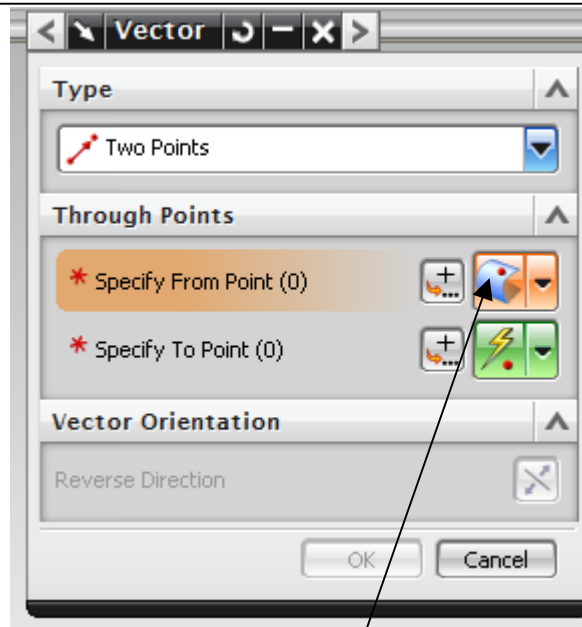 Vector
Type
Two Points
Through Points
* Specify From Point (0)
* Specify To Point (0)
Vector Orientation
Reverse Direction
OK Cancel